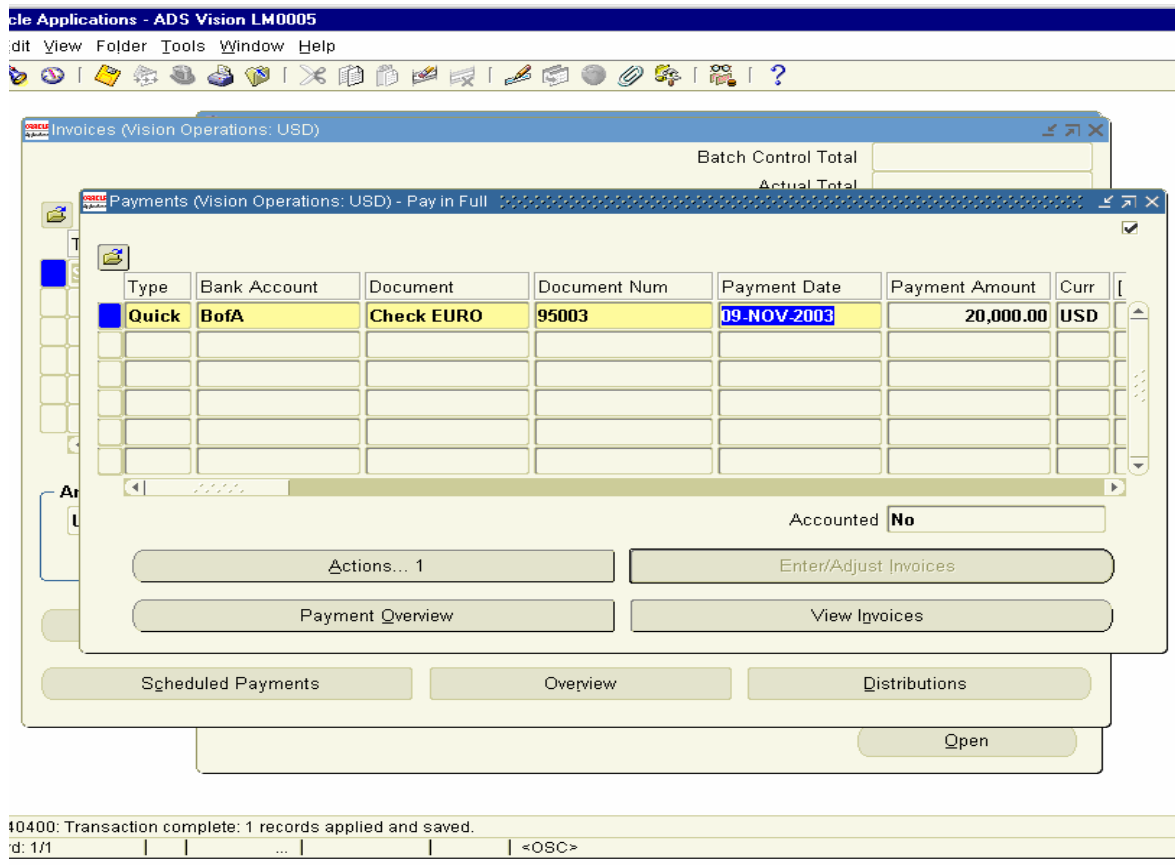 cle Applications - ADS Vision LM0005
dit View Folder Tools Window Help
Invoices (Vision Operations: USD)
Batch Control Total
Actual Total
Payments (Vision Operations: USD) - Pay in Full
Type Bank Account Document Document Num Payment Date Payment Amount Curr [
Quick BofA Check EURO 95003 09-NOV-2003 20,000.00 USD
Accounted No
Actions... 1 Enter/Adjust Invoices
Payment Overview View Invoices
Scheduled Payments Overview Distributions
Open
40400: Transaction complete: 1 records applied and saved.
rd: 1/1 ... <OSC>